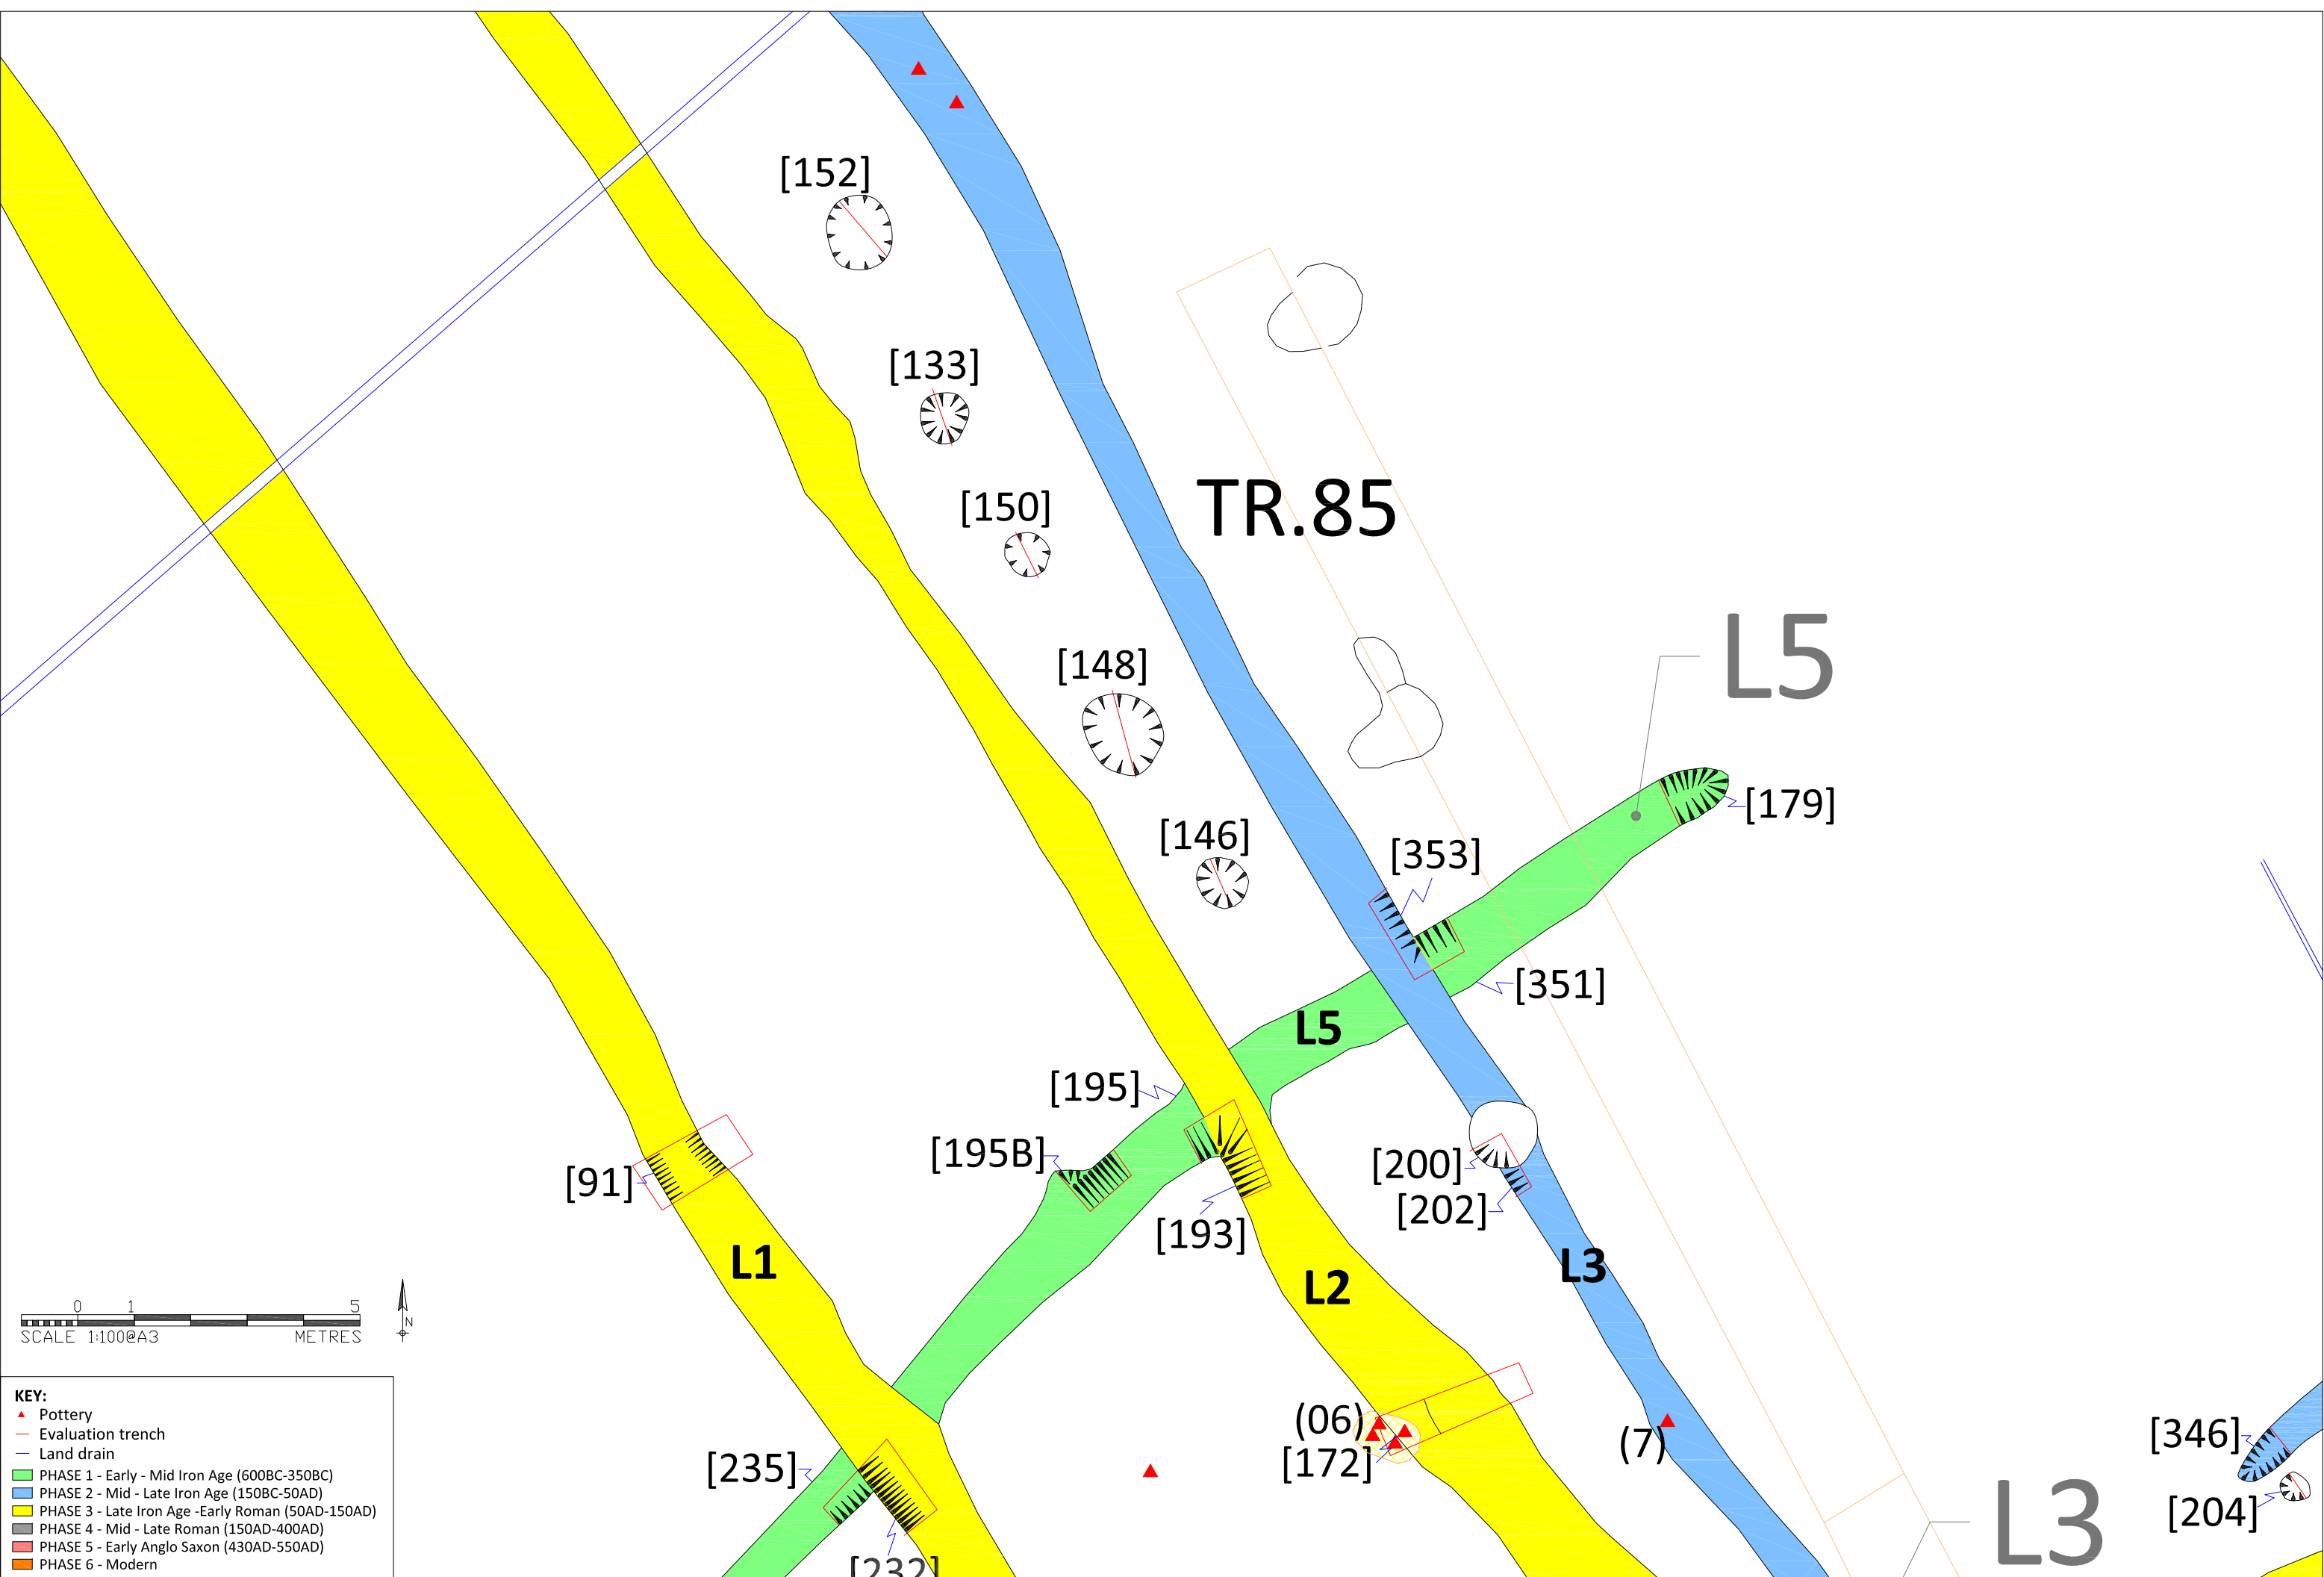 [152]
[133]
[150]
TR.85
L5
[148]
[179]
[146]
[353]
[351]
L5
[195]
[195B]
[200]
[91]
[202]
[193]
L1
L3
L2
0 1 5
N
SCALE 1:100@A3 METRES
KEY:
Pottery
Evaluation trench
Land drain
PHASE 1 - Early - Mid Iron Age (600BC-350BC)
PHASE 2 - Mid - Late Iron Age (150BC-50AD)
PHASE 3 - Late Iron Age -Early Roman (50AD-150AD)
PHASE 4 - Mid - Late Roman (150AD-400AD)
PHASE 5 - Early Anglo Saxon (430AD-550AD)
PHASE 6 - Modern
(06)
[172]
(7)
[346]
[235]
[204]
L3
[232]